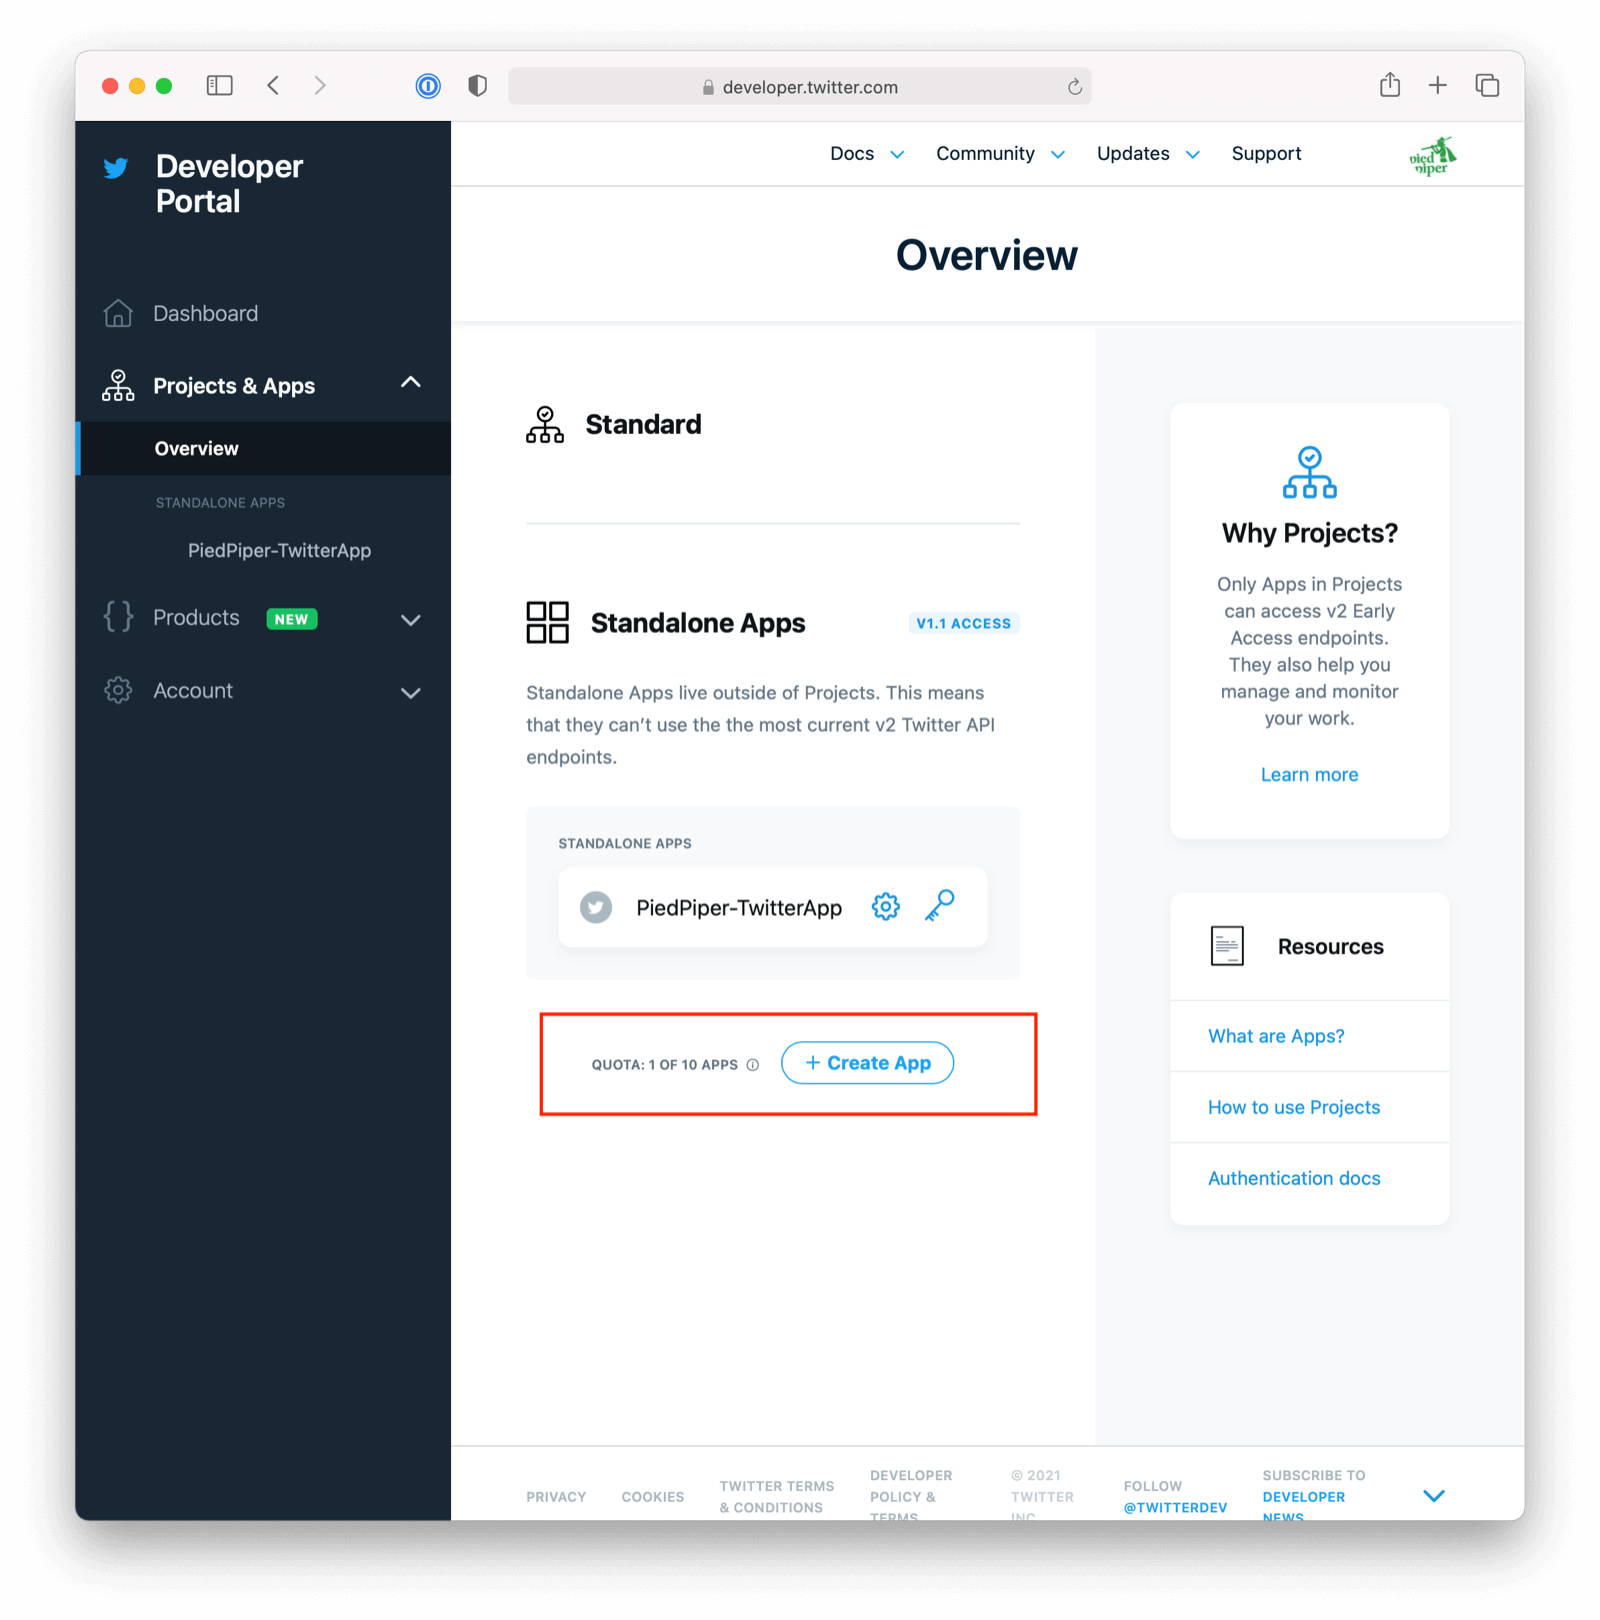 developer.twitter.com
Developer
Portal
Docs
Community
Updates
Support
pied
piper
Overview
Dashboard
Projects & Apps
Overview
STANDALONE APPS
PiedPiper-TwitterApp
Products
NEW
Account
Standard
Standalone Apps
V1.1 ACCESS
Standalone Apps live outside of Projects. This means
that they can’t use the the most current v2 Twitter API
endpoints.
STANDALONE APPS
PiedPiper-TwitterApp
QUOTA: 1 OF 10 APPS
+ Create App
Why Projects?
Only Apps in Projects
can access v2 Early
Access endpoints.
They also help you
manage and monitor
your work.
Learn more
Resources
What are Apps?
How to use Projects
Authentication docs
PRIVACY
COOKIES
TWITTER TERMS
& CONDITIONS
DEVELOPER
POLICY &
TERMS
© 2021
TWITTER
INC
FOLLOW
@TWITTERDEV
SUBSCRIBE TO
DEVELOPER
NEWS